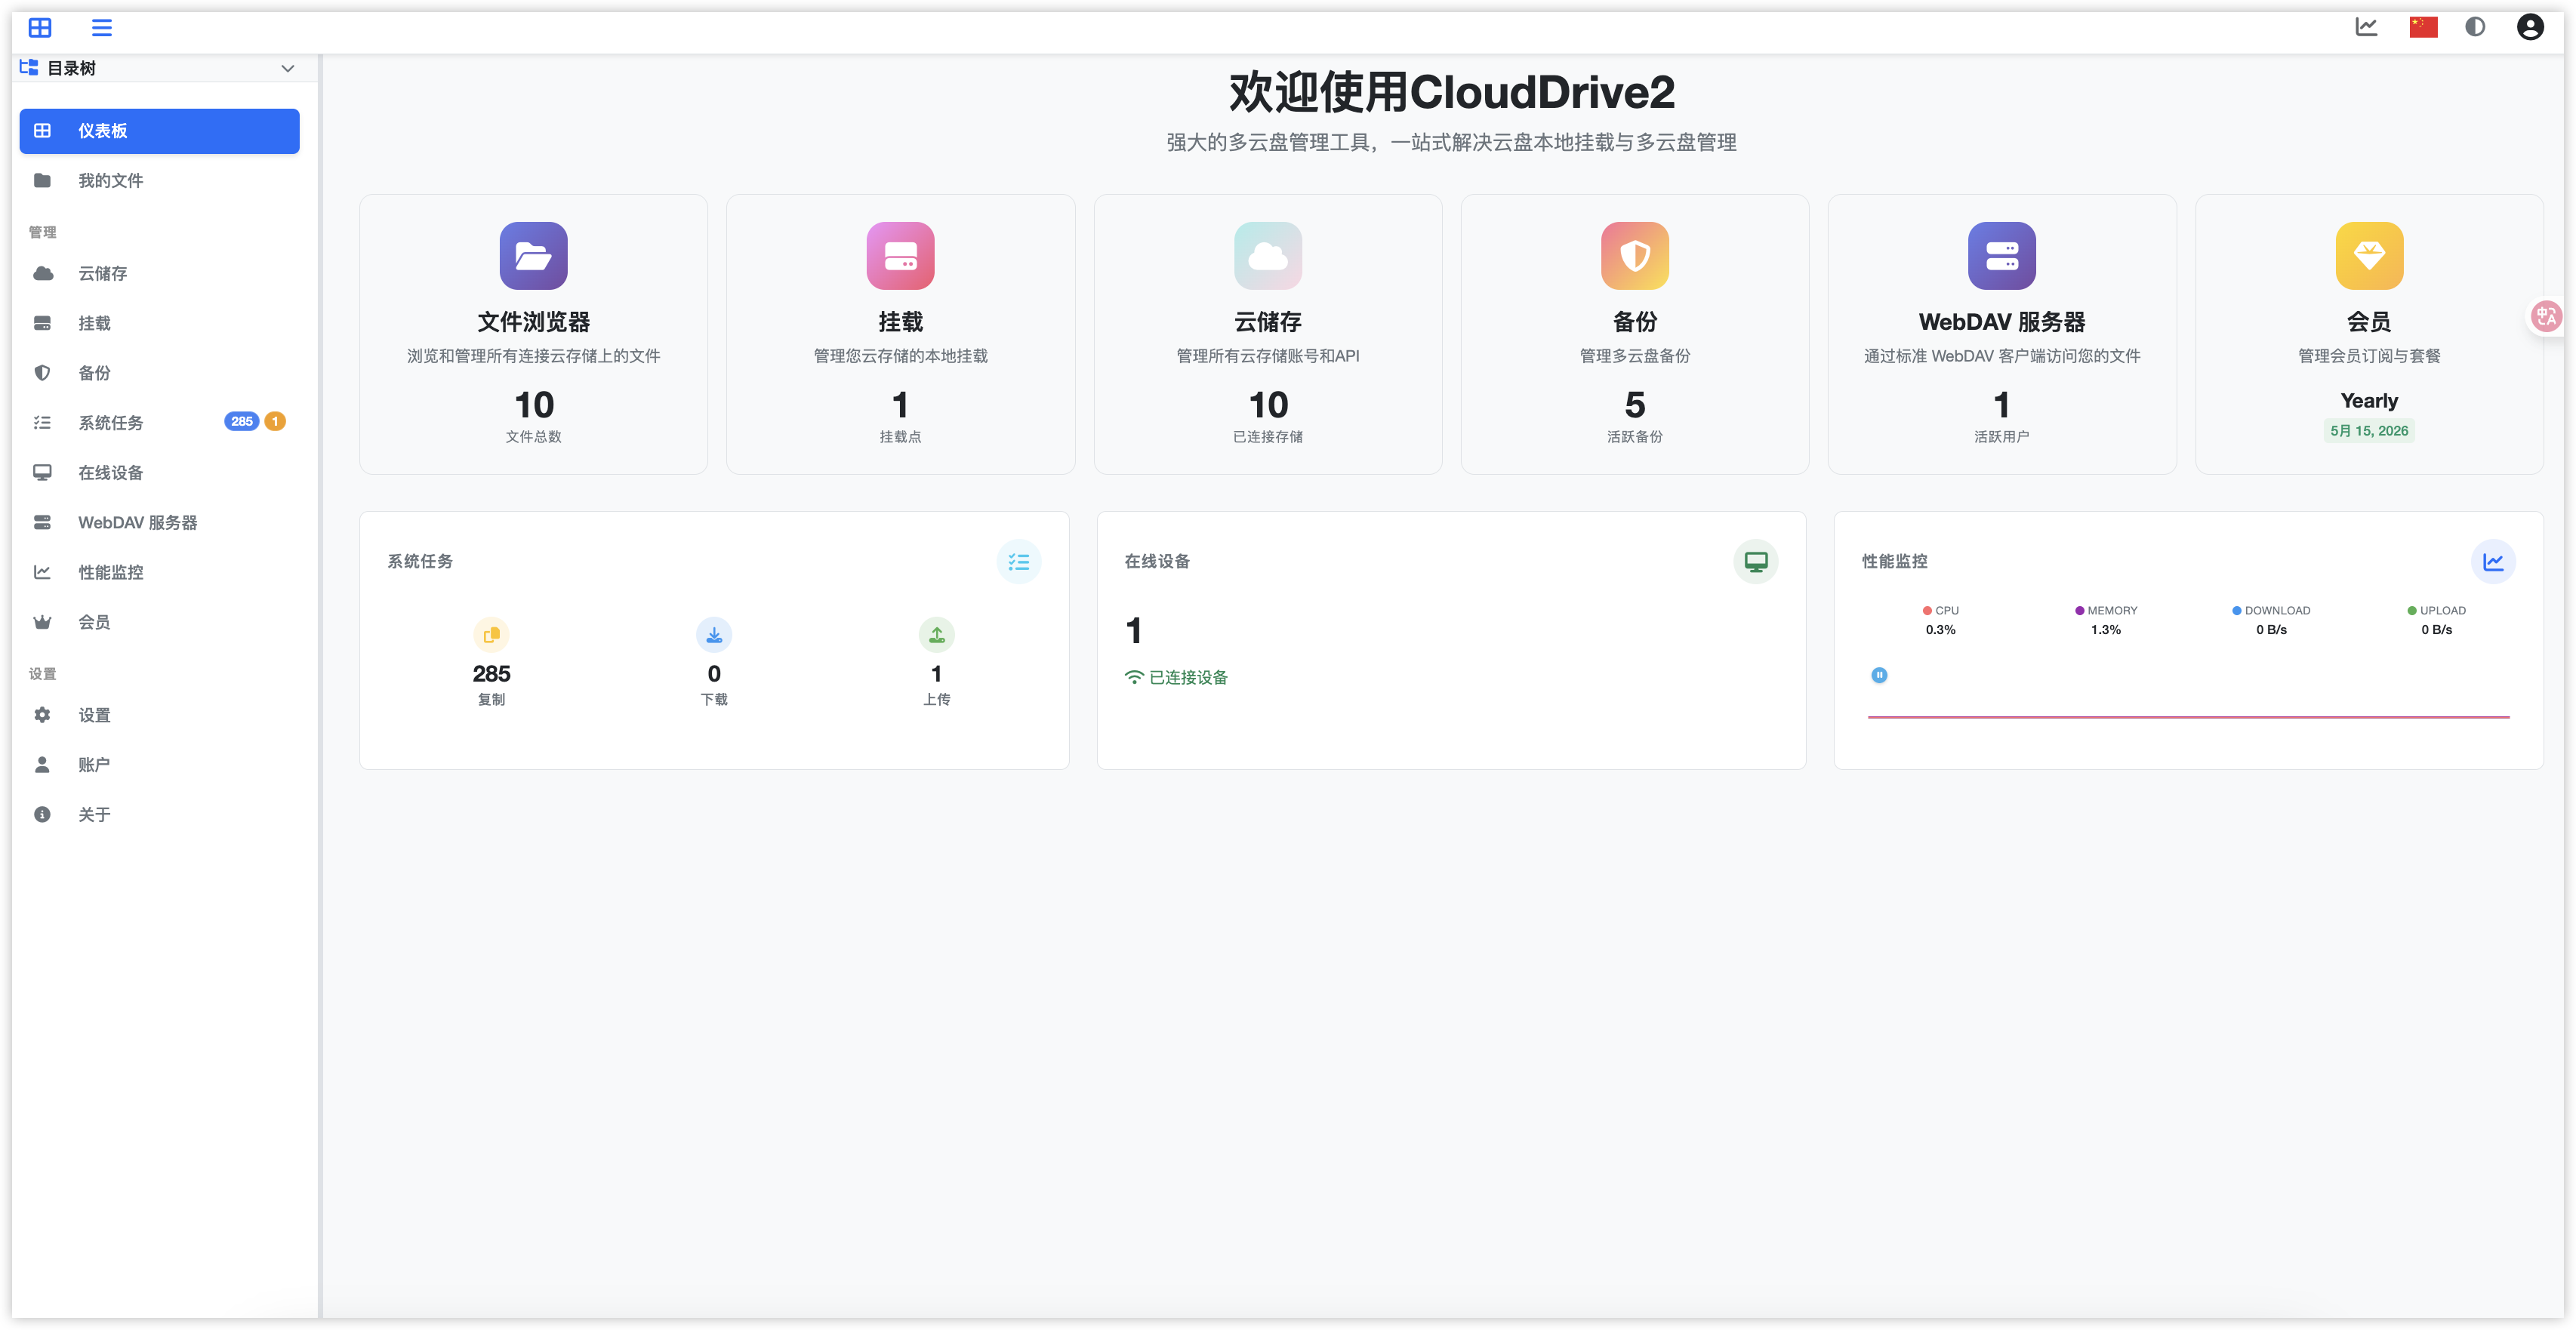 目录树
仪表板
我的文件
管理
云储存
挂载
备份
系统任务 285 1
在线设备
WebDAV 服务器
性能监控
会员
设置
设置
账户
关于
欢迎使用CloudDrive2
强大的多云盘管理工具，一站式解决云盘本地挂载与多云盘管理
文件浏览器
浏览和管理所有连接云存储上的文件
10
文件总数
挂载
管理您云存储的本地挂载
1
挂载点
云储存
管理所有云存储账号和API
10
已连接存储
备份
管理多云盘备份
5
活跃备份
WebDAV 服务器
通过标准 WebDAV 客户端访问您的文件
1
活跃用户
会员
管理会员订阅与套餐
Yearly
5月 15, 2026
系统任务
285
复制
0
下载
1
上传
在线设备
1
已连接设备
性能监控
CPU
0.3%
MEMORY
1.3%
DOWNLOAD
0 B/s
UPLOAD
0 B/s
中A